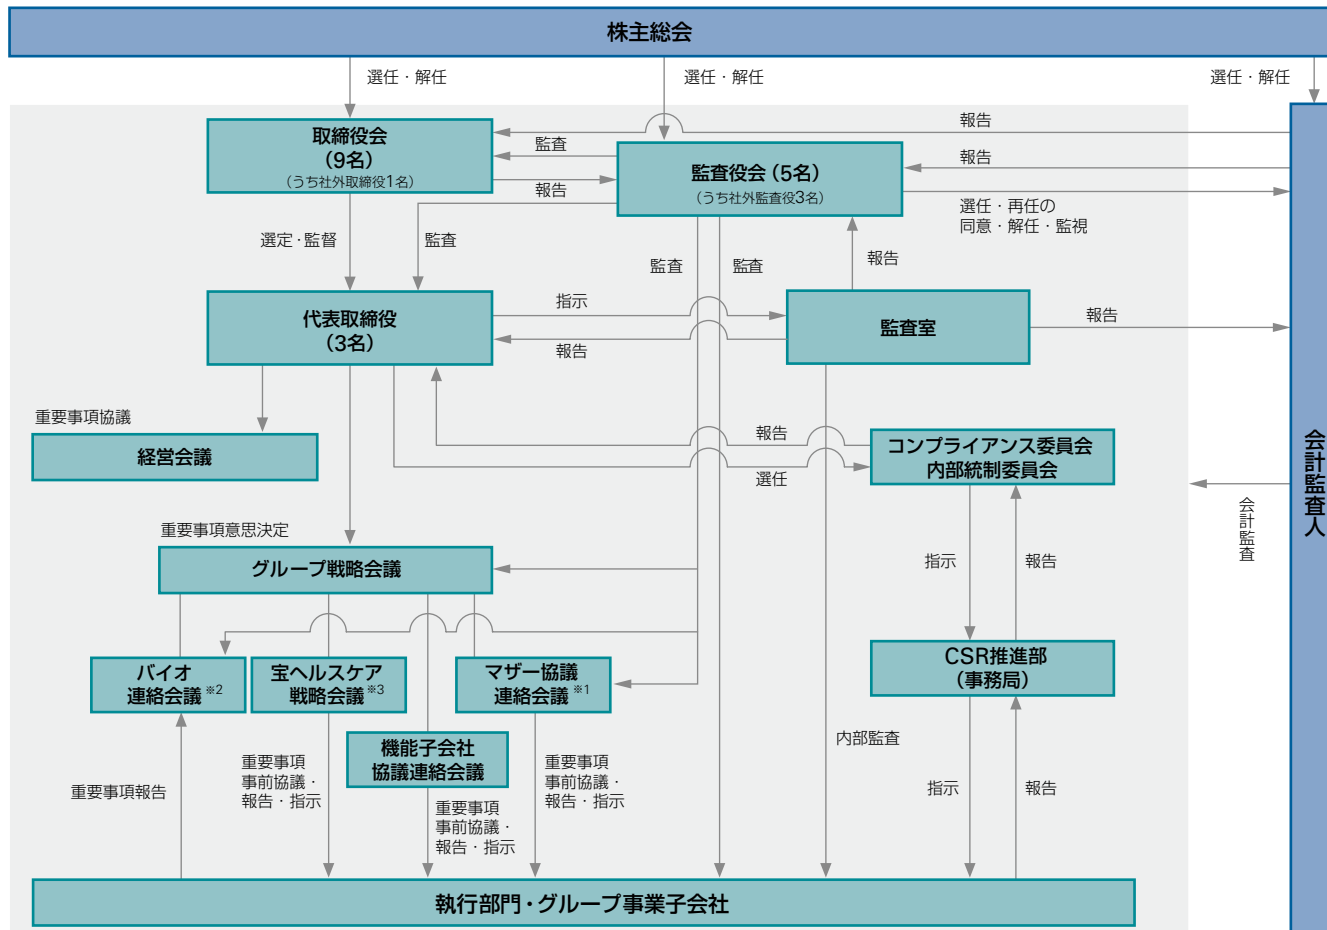 株主総会
選任・解任
選任・解任
選任・解任
取締役会
(9名)
(うち社外取締役1名)
監査
報告
監査役会(5名)
(うち社外監査役3名)
報告
報告
選任・再任の
同意・解任・監視
選定・監督
監査
監査
監査
報告
代表取締役
(3名)
指示
報告
監査室
報告
重要事項協議
経営会議
報告
選任
コンプライアンス委員会
内部統制委員会
会計監査人
会計監査
重要事項意思決定
グループ戦略会議
指示
報告
バイオ
連絡会議※2
宝ヘルスケア
戦略会議※3
マザー協議
連絡会議※1
CSR推進部
(事務局)
機能子会社
協議連絡会議
内部監査
重要事項報告
重要事項
事前協議・
報告・指示
重要事項
事前協議・
報告・指示
重要事項
事前協議・
報告・指示
指示
報告
執行部門・グループ事業子会社